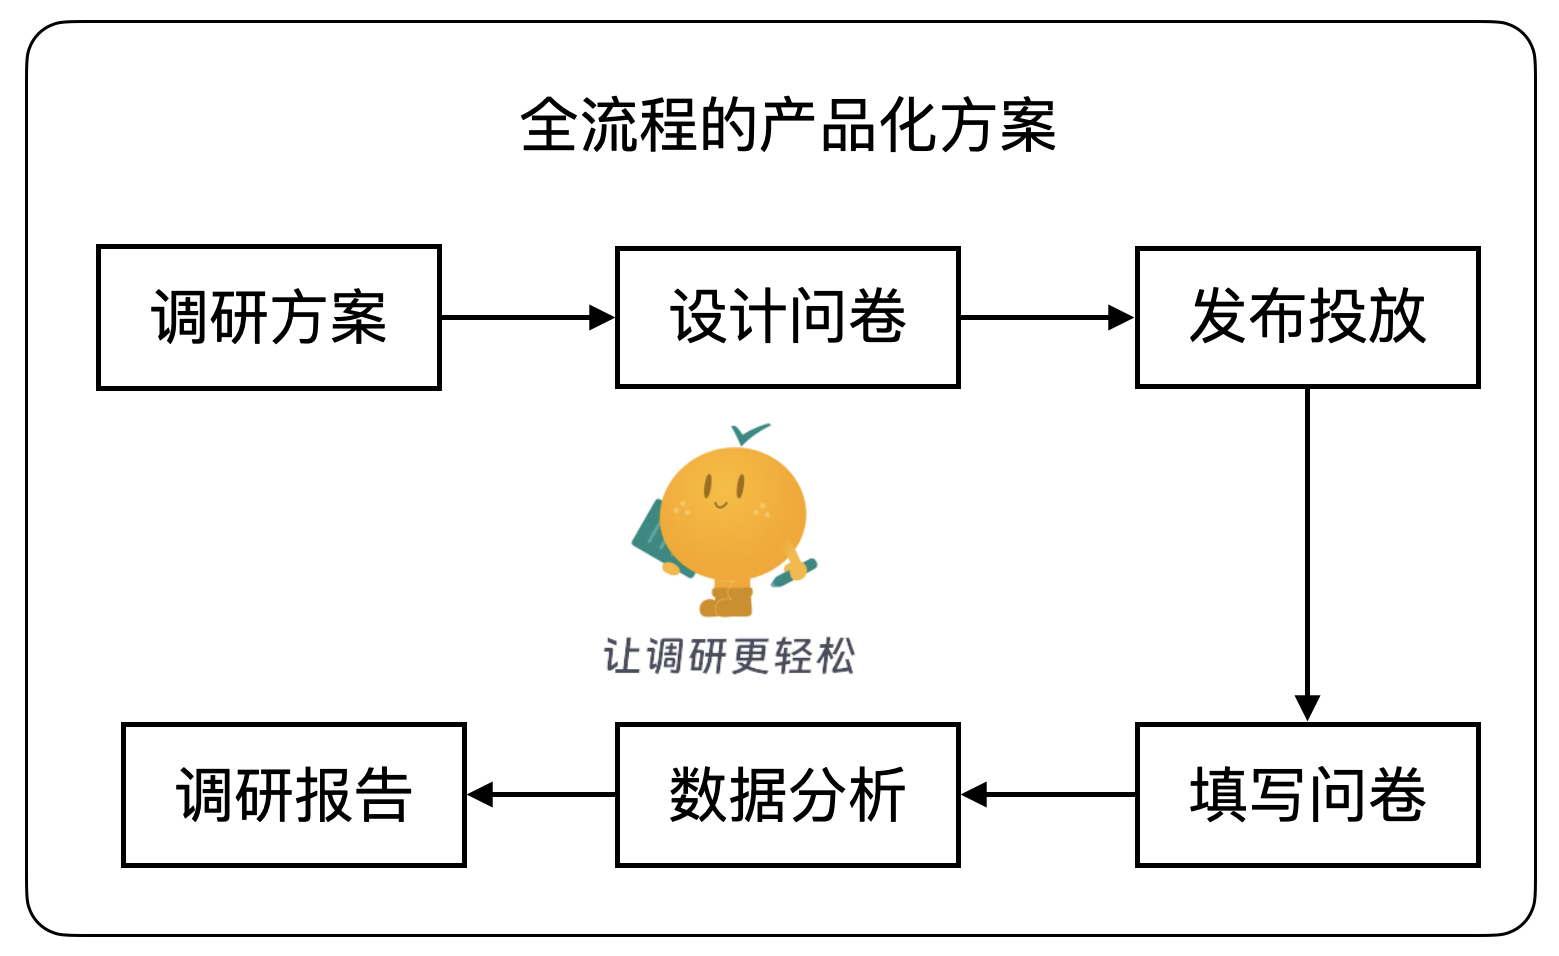 全流程的产品化方案
调研方案
设计问卷
发布投放
让调研更轻松
调研报告
数据分析
填写问卷